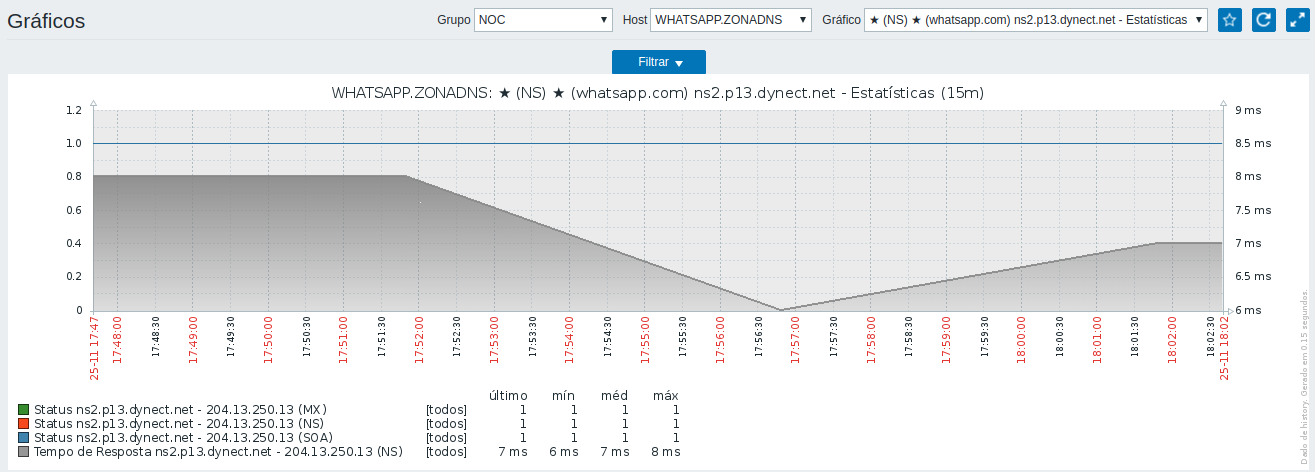 Gráficos
Grupo NOC Host WHATSAPP.ZONADNS Gráfico ★ (NS) ★ (whatsapp.com) ns2.p13.dynect.net - Estatísticas
Filtrar
WHATSAPP.ZONADNS: ★ (NS) ★ (whatsapp.com) ns2.p13.dynect.net - Estatísticas (15m)
1.2 9 ms
1.0 8.5 ms
0.8 8 ms
0.6 7.5 ms
0.4 7 ms
0.2 6.5 ms
0 6 ms
25-11 17:47 17:48:00 17:48:30 17:49:00 17:49:30 17:50:00 17:50:30 17:51:00 17:51:30 17:52:00 17:52:30 17:53:00 17:53:30 17:54:00 17:54:30 17:55:00 17:55:30 17:56:00 17:56:30 17:57:00 17:57:30 17:58:00 17:58:30 17:59:00 17:59:30 18:00:00 18:00:30 18:01:00 18:01:30 18:02:00 18:02:30 25-11 18:02
último mín méd máx
Status ns2.p13.dynect.net - 204.13.250.13 (MX) [todos] 1 1 1 1
Status ns2.p13.dynect.net - 204.13.250.13 (NS) [todos] 1 1 1 1
Status ns2.p13.dynect.net - 204.13.250.13 (SOA) [todos] 1 1 1 1
Tempo de Resposta ns2.p13.dynect.net - 204.13.250.13 (NS) [todos] 7 ms 6 ms 7 ms 8 ms
Dado de history. Gerado em 0.15 segundos.